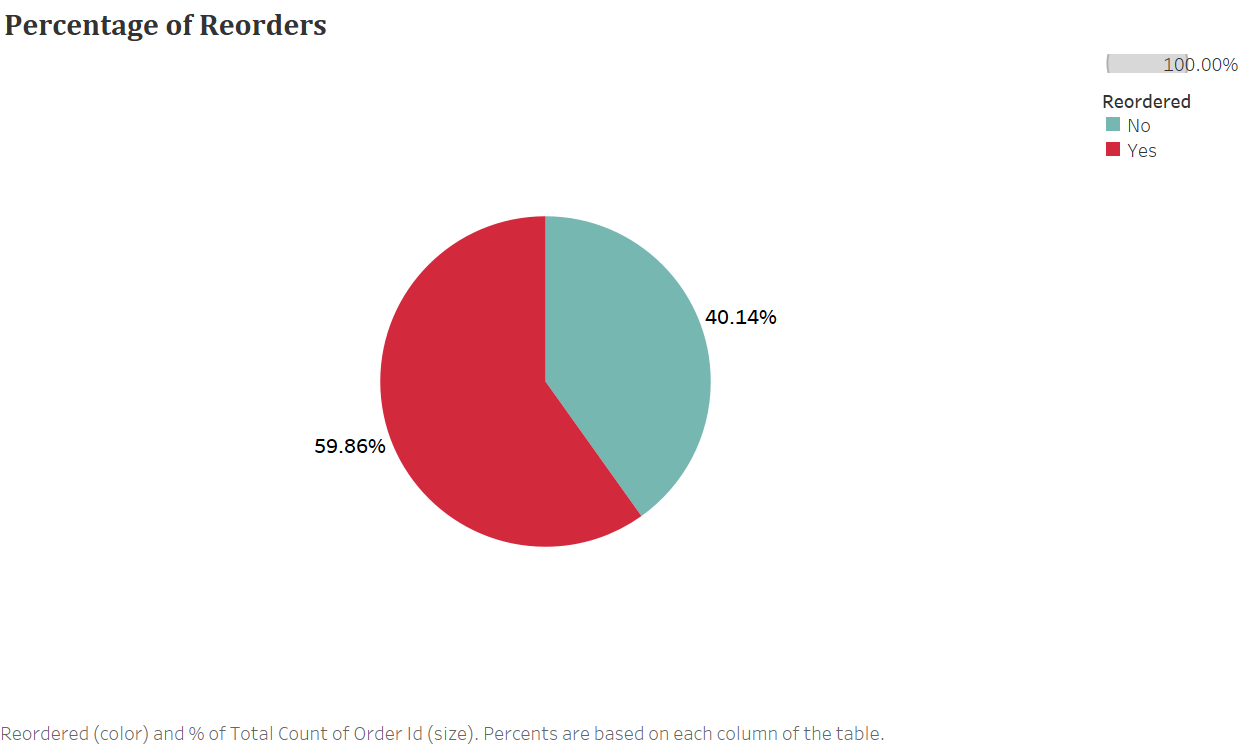 Percentage of Reorders
100.00%
Reordered
No
Yes
40.14%
59.86%
Reordered (color) and % of Total Count of Order Id (size). Percents are based on each column of the table.